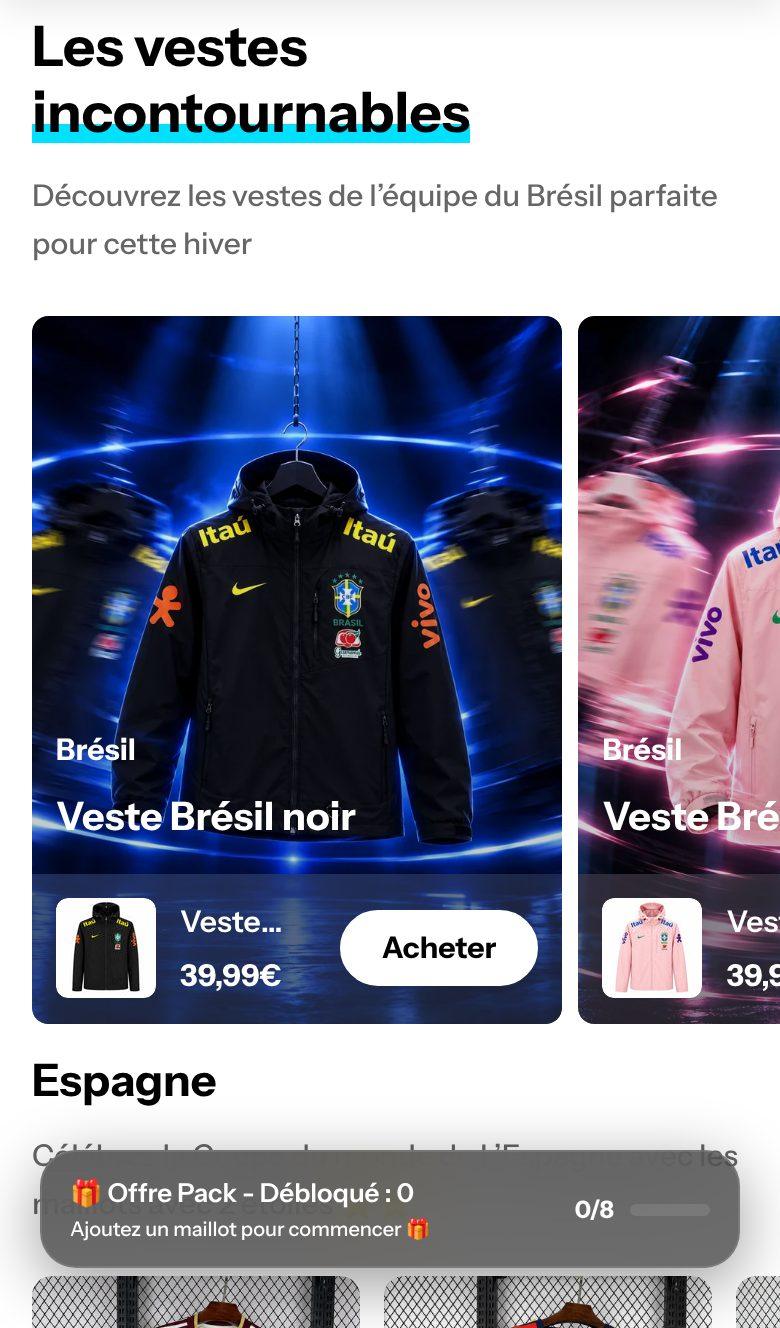 Les vestes
incontournables
Découvrez les vestes de l’équipe du Brésil parfaite
pour cette hiver
Itaú
Itaú
BRASIL
vivo
Brésil
Veste Brésil noir
Veste...
39,99€
Acheter
Itaú
vivo
Brésil
Veste Bré
Ves
39,9
Espagne
les
🎁 Offre Pack - Débloqué : 0
Ajoutez un maillot pour commencer 🎁
0/8